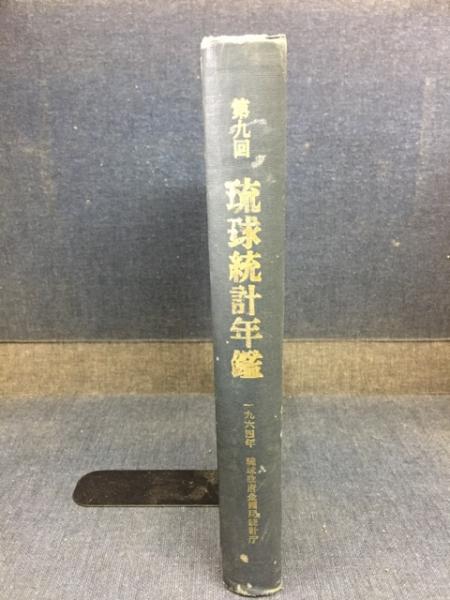 第九回
琉球統計年鑑
一九六四年
琉球政府企画局統計庁